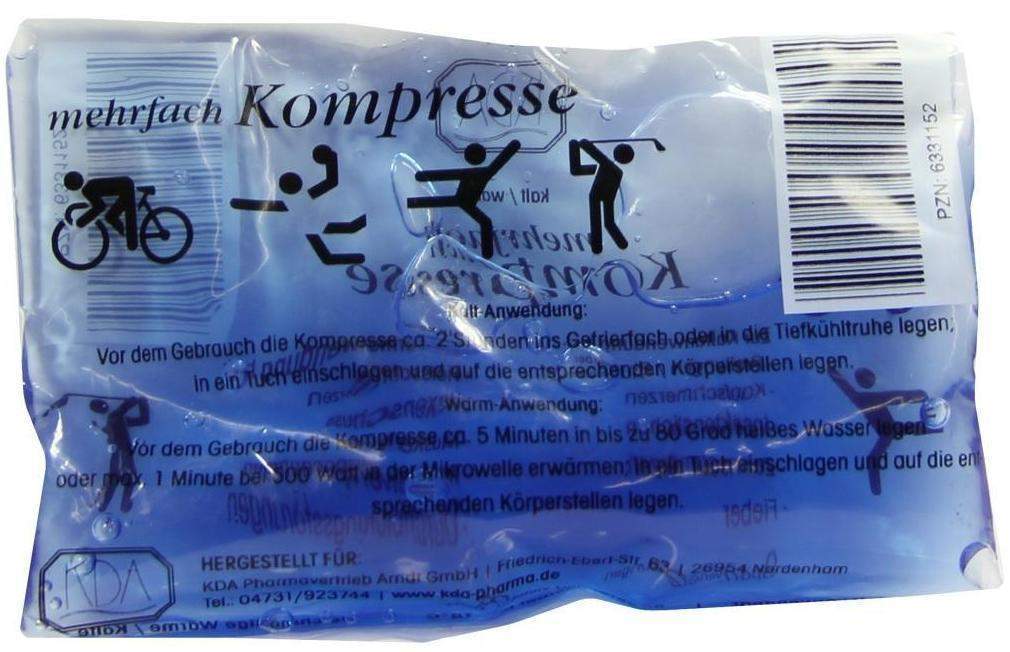 mehrfach Kompresse
PZN: 6331152
Kalt-Anwendung:
Vor dem Gebrauch die Kompresse ca. 2 Stunden ins Gefrierfach oder in die Tiefkühltruhe legen;
in ein Tuch einschlagen und auf die entsprechenden Körperstellen legen.
Warm-Anwendung:
Vor dem Gebrauch die Kompresse ca. 5 Minuten in bis zu 80 Grad heißes Wasser legen
oder max. 1 Minute bei 500 Watt in der Mikrowelle erwärmen; in ein Tuch einschlagen und auf die ent-
sprechenden Körperstellen legen.
KDA
HERGESTELLT FÜR:
KDA Pharmavertrieb Arndt GmbH | Friedrich-Ebert-Str. 63 | 26954 Nordenham
Tel.: 04731/923744 | www.kda-pharma.de